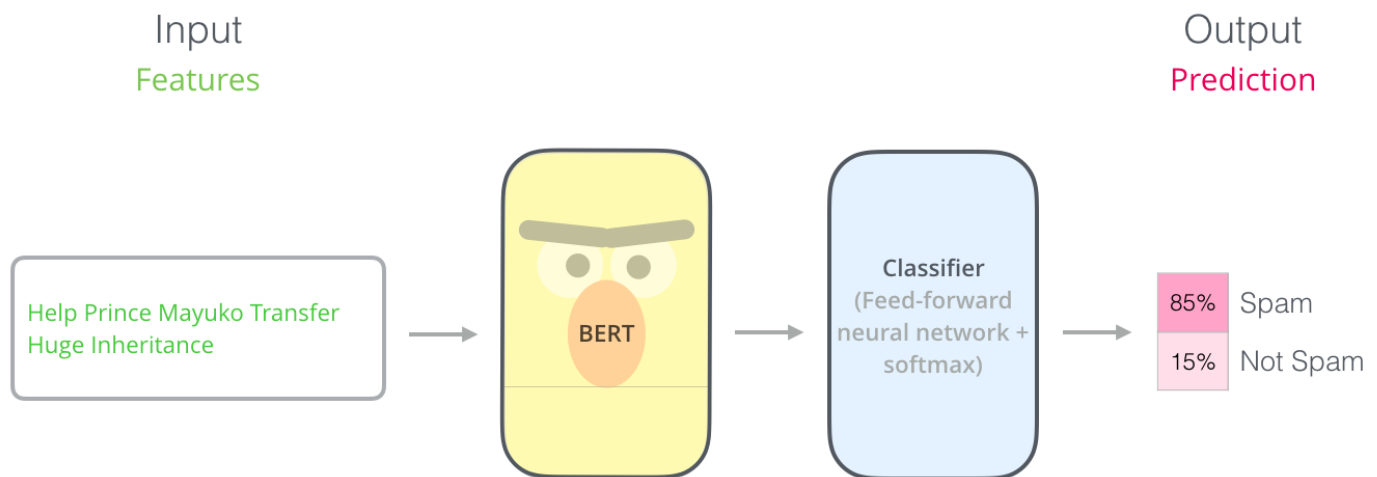 Input
Features
Output
Prediction
Help Prince Mayuko Transfer
Huge Inheritance
BERT
Classifier
(Feed-forward
neural network +
softmax)
85% Spam
15% Not Spam